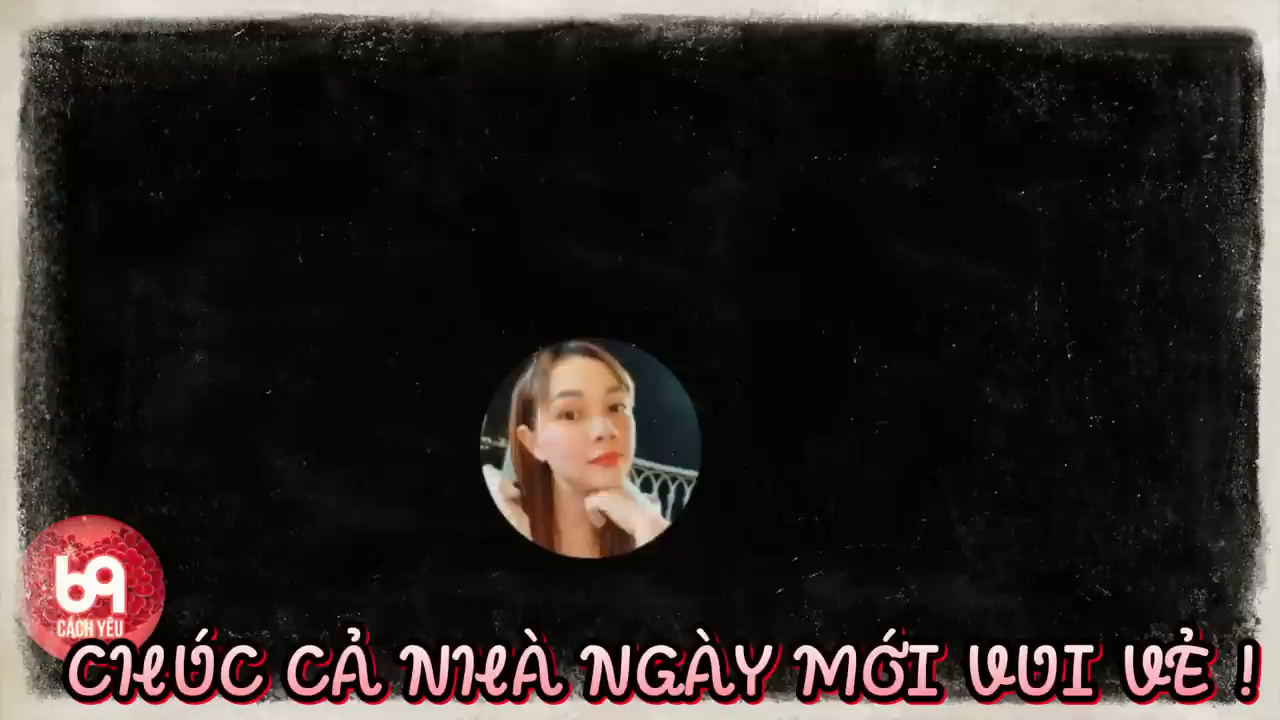 69
CÁCH YÊU
CHÚC CẢ NHÀ NGÀY MỚI VUI VẺ !